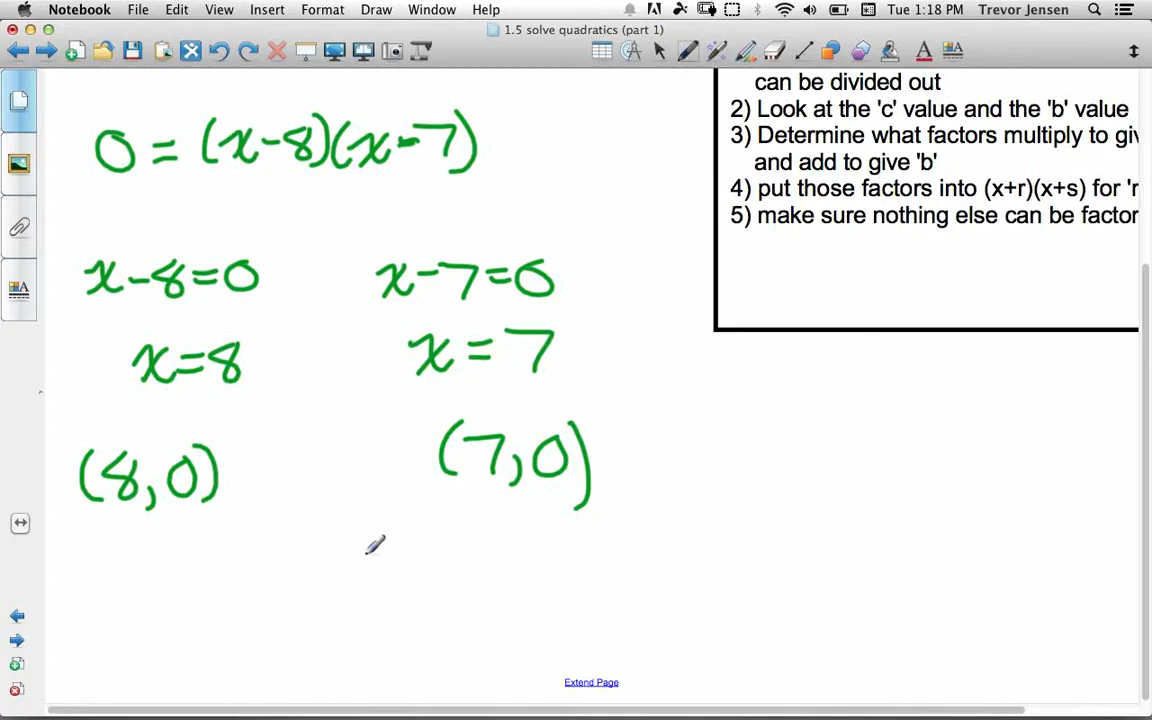 Notebook File Edit View Insert Format Draw Window Help Tue 1:18 PM Trevor Jensen
1.5 solve quadratics (part 1)
0 = (x-8)(x-7)
x-8=0 x-7=0
x=8 x=7
(8,0) (7,0)
can be divided out
2) Look at the 'c' value and the 'b' value
3) Determine what factors multiply to giv
and add to give 'b'
4) put those factors into (x+r)(x+s) for 'r
5) make sure nothing else can be factor
Extend Page